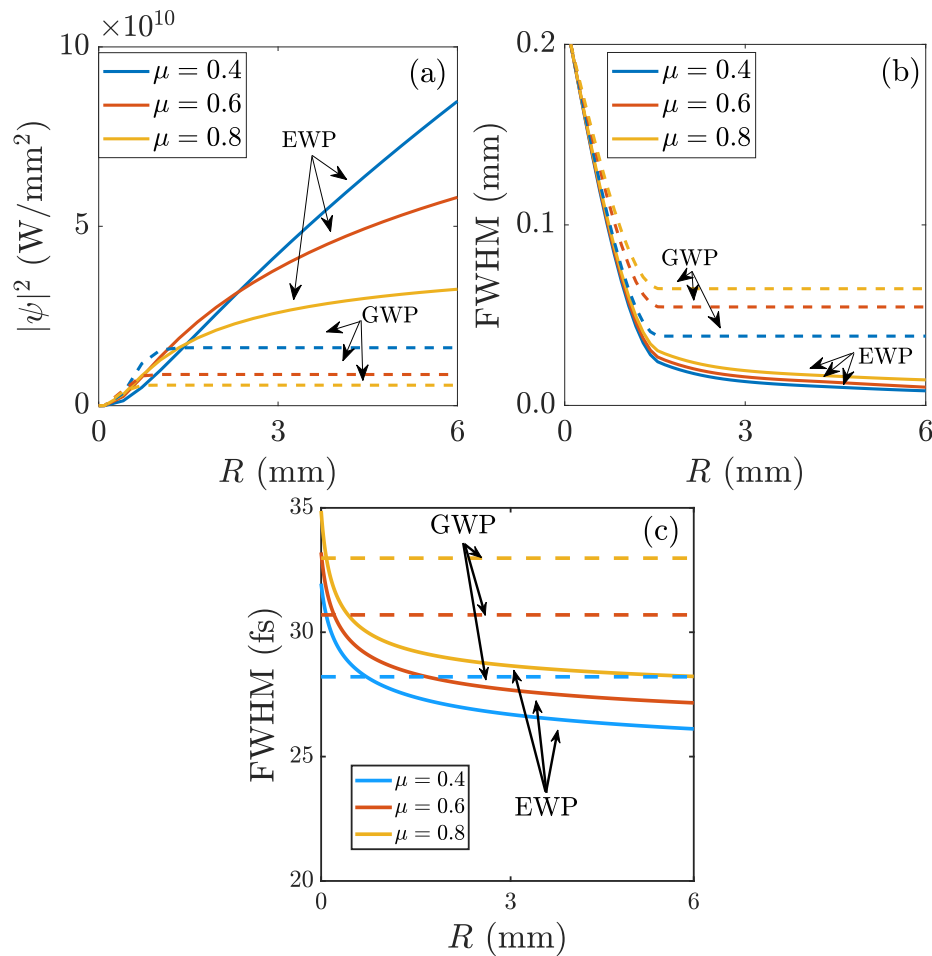 ×10^10
10
(a)
μ = 0.4
μ = 0.6
μ = 0.8
EWP
5
GWP
0
0
3
6
|ψ|² (W/mm²)
R (mm)
0.2
(b)
μ = 0.4
μ = 0.6
μ = 0.8
0.1
GWP
EWP
0.0
0
3
6
FWHM (mm)
R (mm)
35
GWP
(c)
30
25
μ = 0.4
μ = 0.6
μ = 0.8
EWP
20
0
3
6
FWHM (fs)
R (mm)